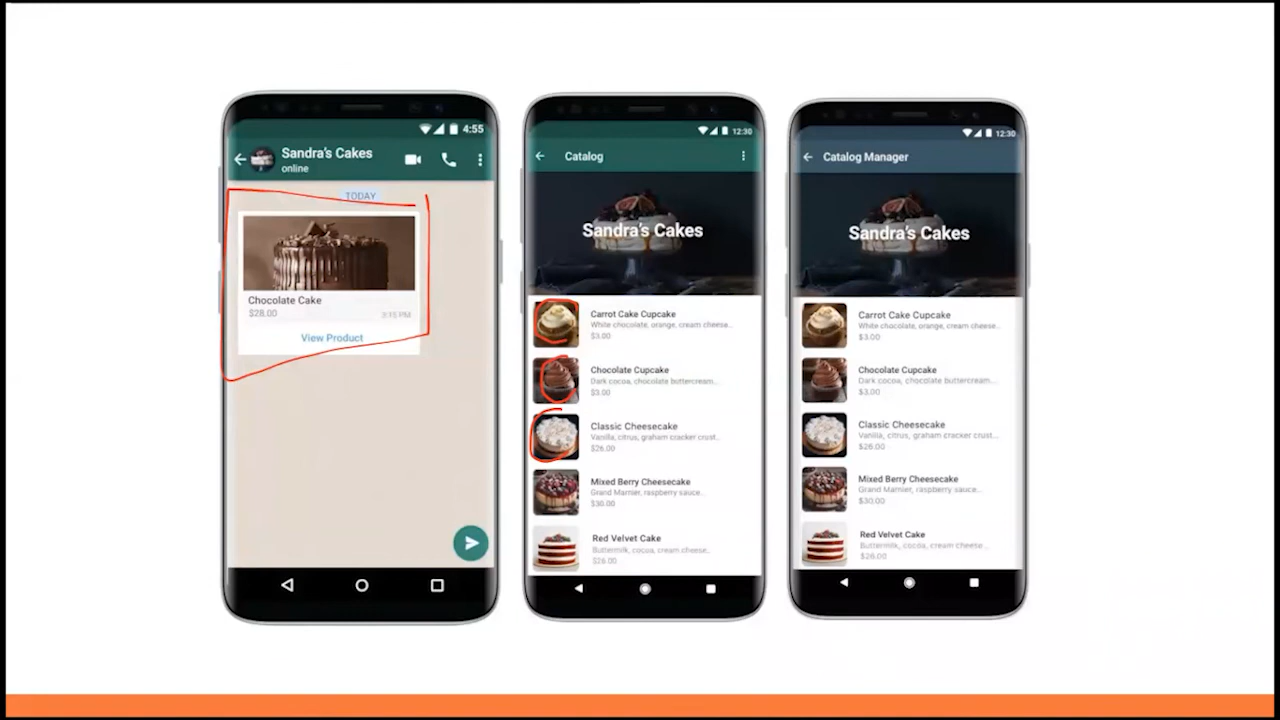 4:55
Sandra's Cakes
online
TODAY
Chocolate Cake
$28.00
3:15 PM
View Product
12:30
Catalog
Sandra's Cakes
Carrot Cake Cupcake
White chocolate, orange, cream cheese..
$3.00
Chocolate Cupcake
Dark cocoa, chocolate buttercream...
$3.00
Classic Cheesecake
Vanilla, citrus, graham cracker crust..
$26.00
Mixed Berry Cheesecake
Grand Marnier, raspberry sauce...
$30.00
Red Velvet Cake
Buttermilk, cocoa, cream cheese..
$26.00
12:30
Catalog Manager
Sandra's Cakes
Carrot Cake Cupcake
White chocolate, orange, cream cheese..
$3.00
Chocolate Cupcake
Dark cocoa, chocolate buttercream...
$3.00
Classic Cheesecake
Vanilla, citrus, graham cracker crust...
$26.00
Mixed Berry Cheesecake
Grand Marnier, raspberry sauce...
$30.00
Red Velvet Cake
Buttermilk, cocoa, cream cheese ...
$26.00